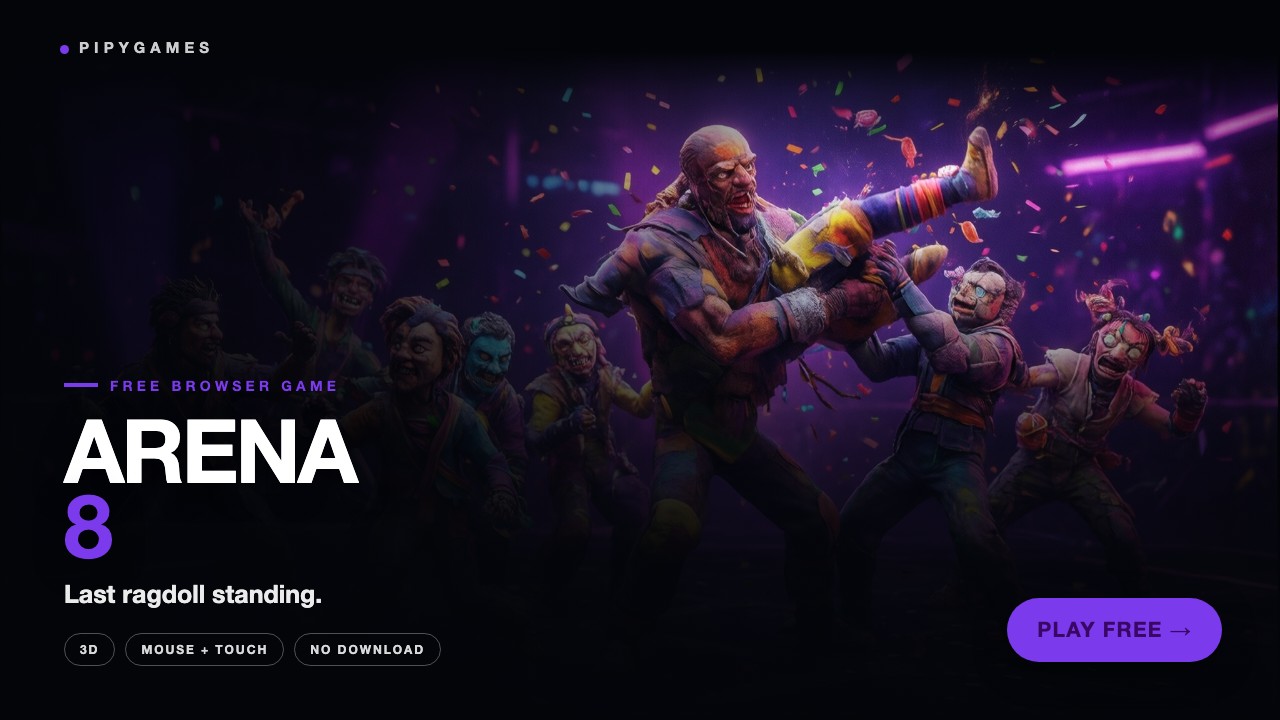 PIPYGAMES
FREE BROWSER GAME
ARENA
8
Last ragdoll standing.
3D
MOUSE + TOUCH
NO DOWNLOAD
PLAY FREE →